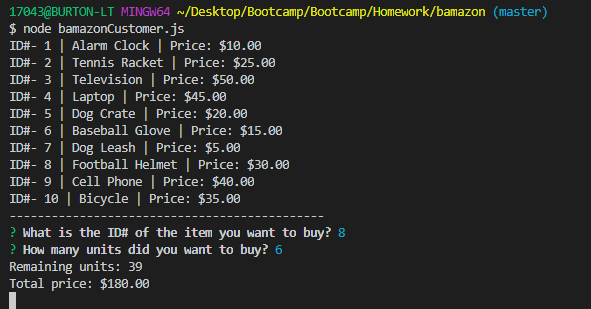 17043@BURTON-LT MINGW64 ~/Desktop/Bootcamp/Bootcamp/Homework/bamazon (master)
$ node bamazonCustomer.js
ID#- 1 | Alarm Clock | Price: $10.00
ID#- 2 | Tennis Racket | Price: $25.00
ID#- 3 | Television | Price: $50.00
ID#- 4 | Laptop | Price: $45.00
ID#- 5 | Dog Crate | Price: $20.00
ID#- 6 | Baseball Glove | Price: $15.00
ID#- 7 | Dog Leash | Price: $5.00
ID#- 8 | Football Helmet | Price: $30.00
ID#- 9 | Cell Phone | Price: $40.00
ID#- 10 | Bicycle | Price: $35.00
---------------------------------------------
? What is the ID# of the item you want to buy? 8
? How many units did you want to buy? 6
Remaining units: 39
Total price: $180.00